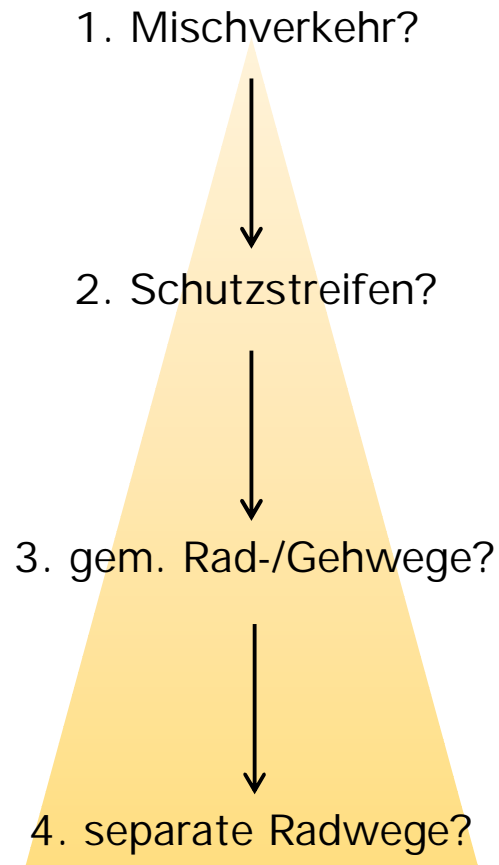 1. Mischverkehr?
2. Schutzstreifen?
3. gem. Rad-/Gehwege?
4. separate Radwege?